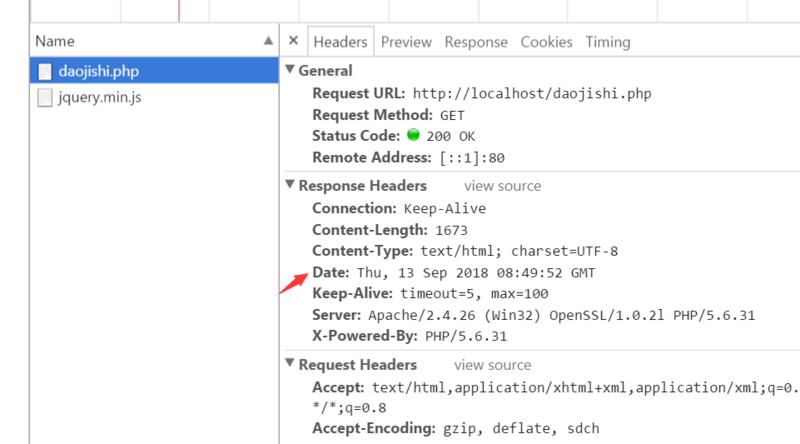 Name
daojishi.php
jquery.min.js
× Headers Preview Response Cookies Timing
General
Request URL: http://localhost/daojishi.php
Request Method: GET
Status Code: 200 OK
Remote Address: [::1]:80
Response Headers view source
Connection: Keep-Alive
Content-Length: 1673
Content-Type: text/html; charset=UTF-8
Date: Thu, 13 Sep 2018 08:49:52 GMT
Keep-Alive: timeout=5, max=100
Server: Apache/2.4.26 (Win32) OpenSSL/1.0.2l PHP/5.6.31
X-Powered-By: PHP/5.6.31
Request Headers view source
Accept: text/html,application/xhtml+xml,application/xml;q=0.
*/*;q=0.8
Accept-Encoding: gzip, deflate, sdch